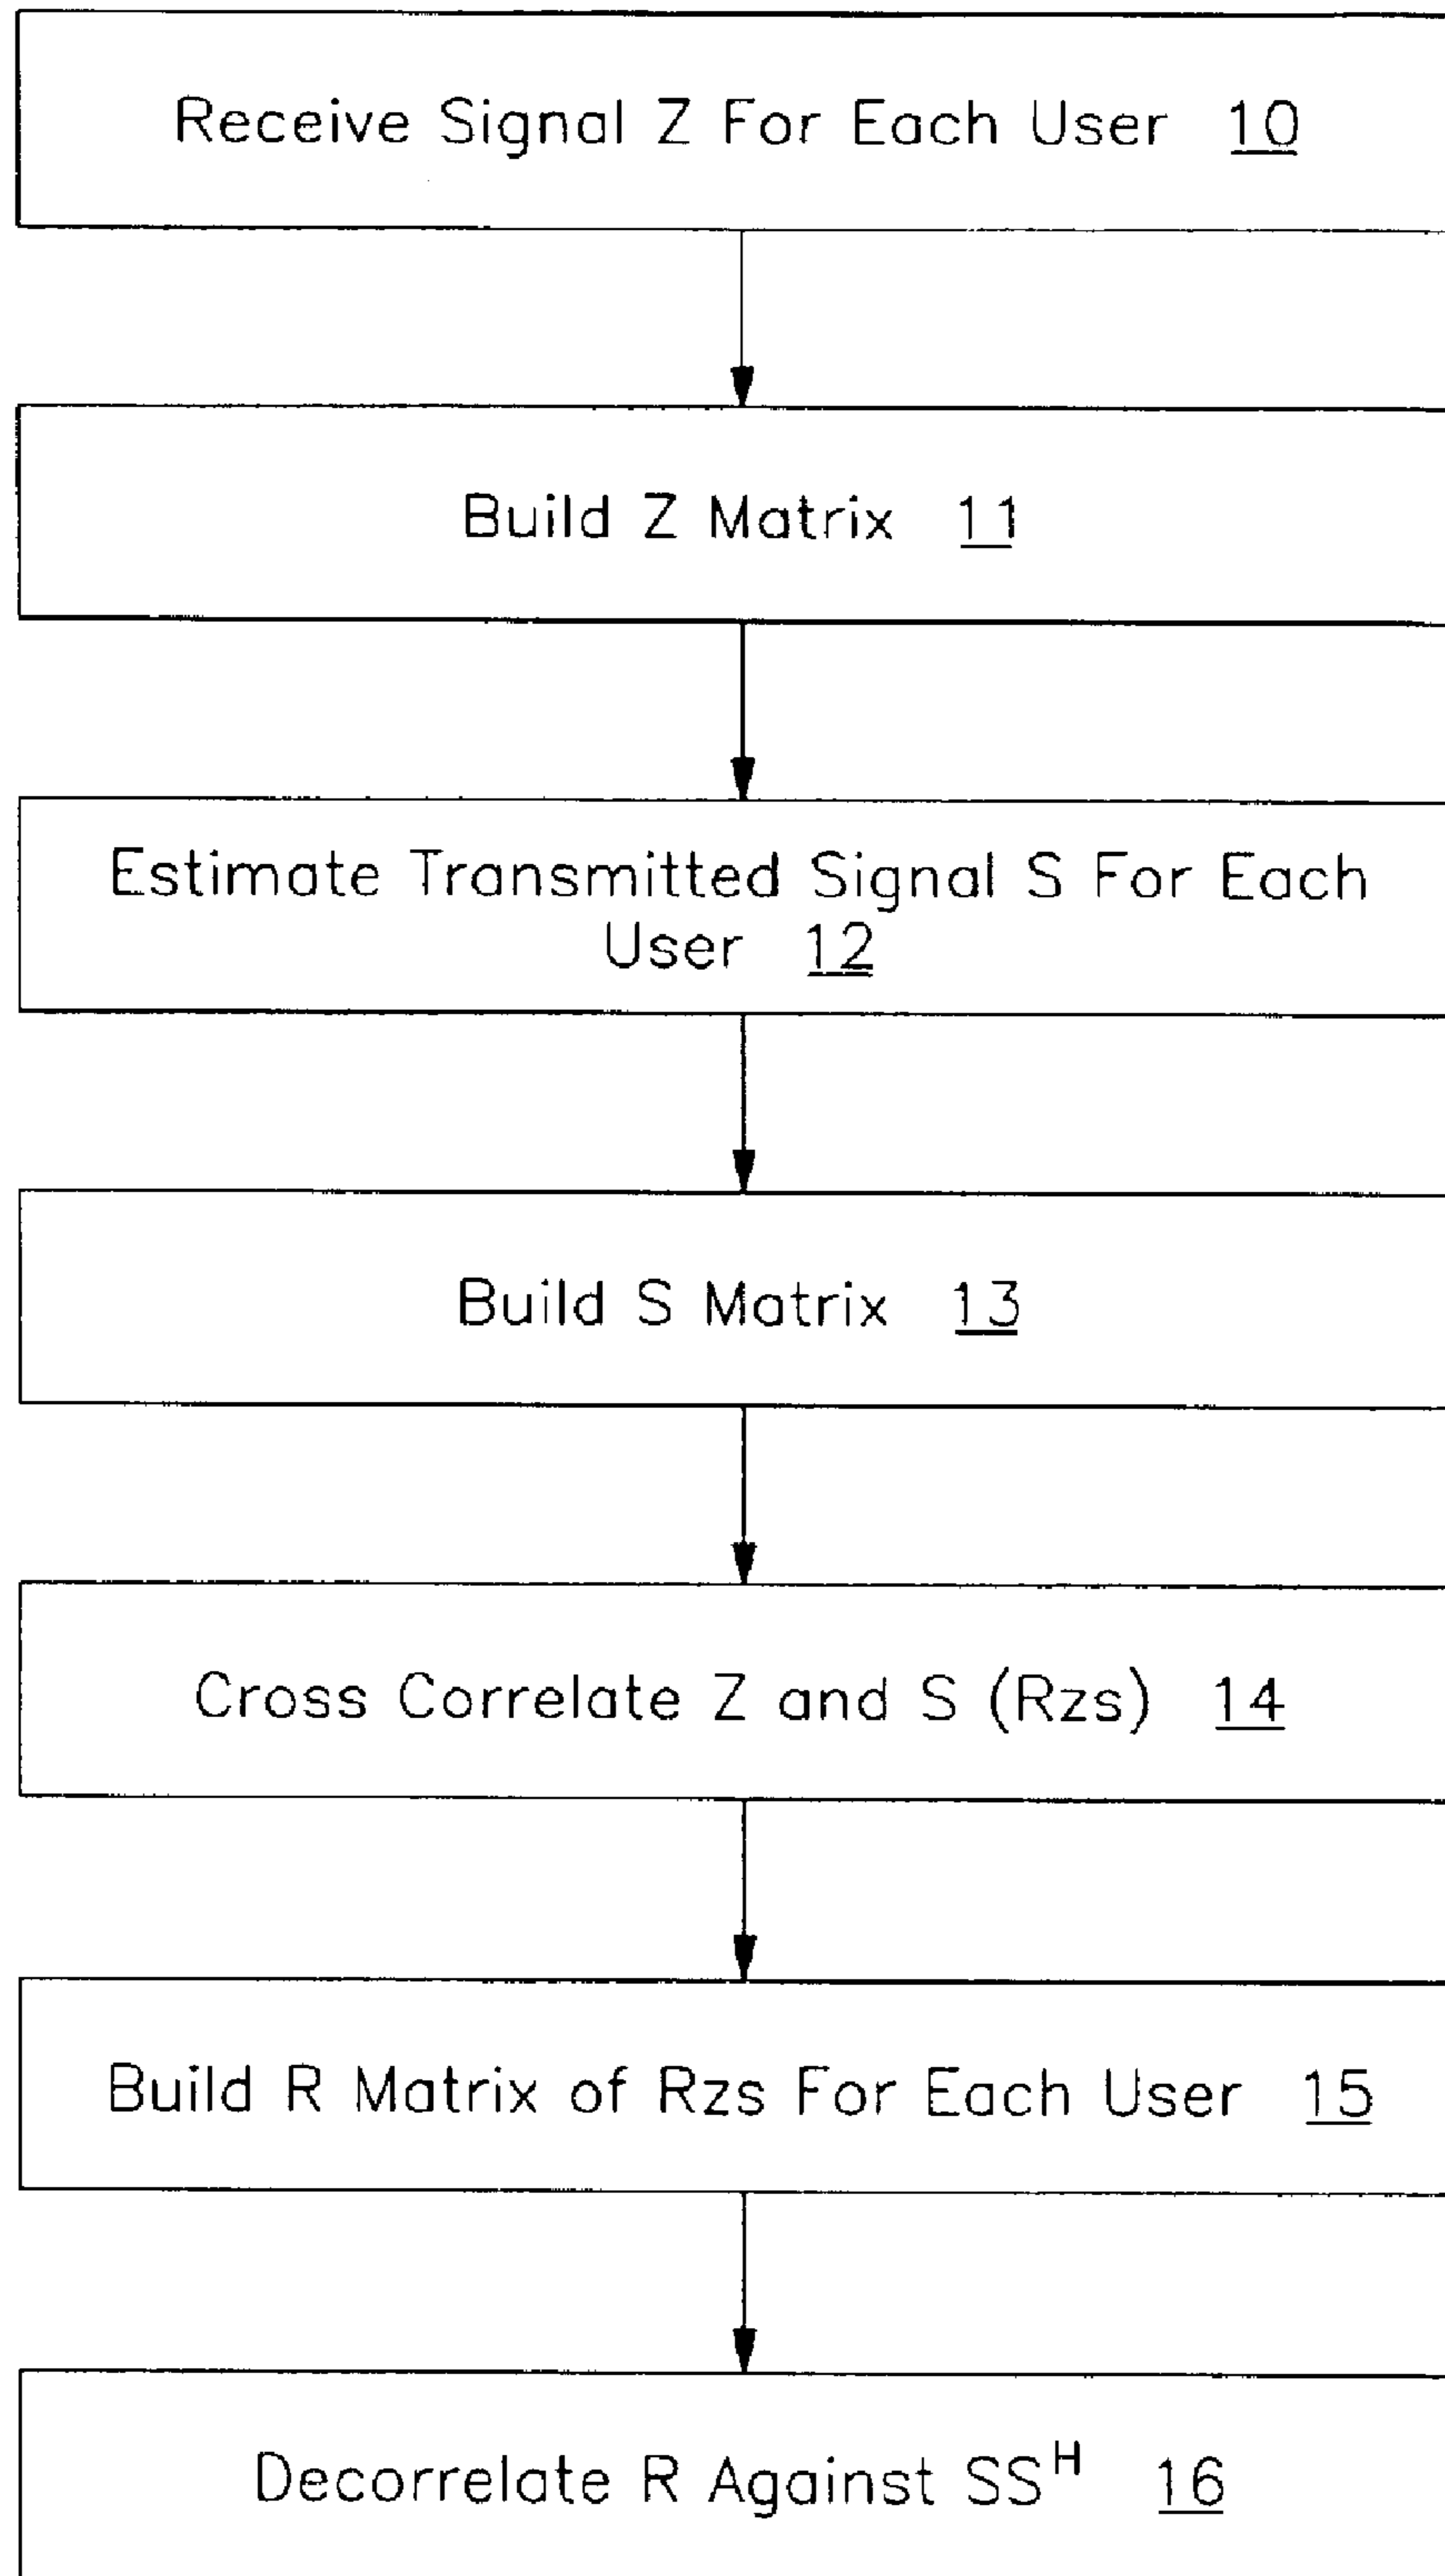 Receive Signal Z For Each User 10
Build Z Matrix 11
Estimate Transmitted Signal S For Each
User 12
Build S Matrix 13
Cross Correlate Z and S (Rzs) 14
Build R Matrix of Rzs For Each User 15
Decorrelate R Against SSᴴ 16